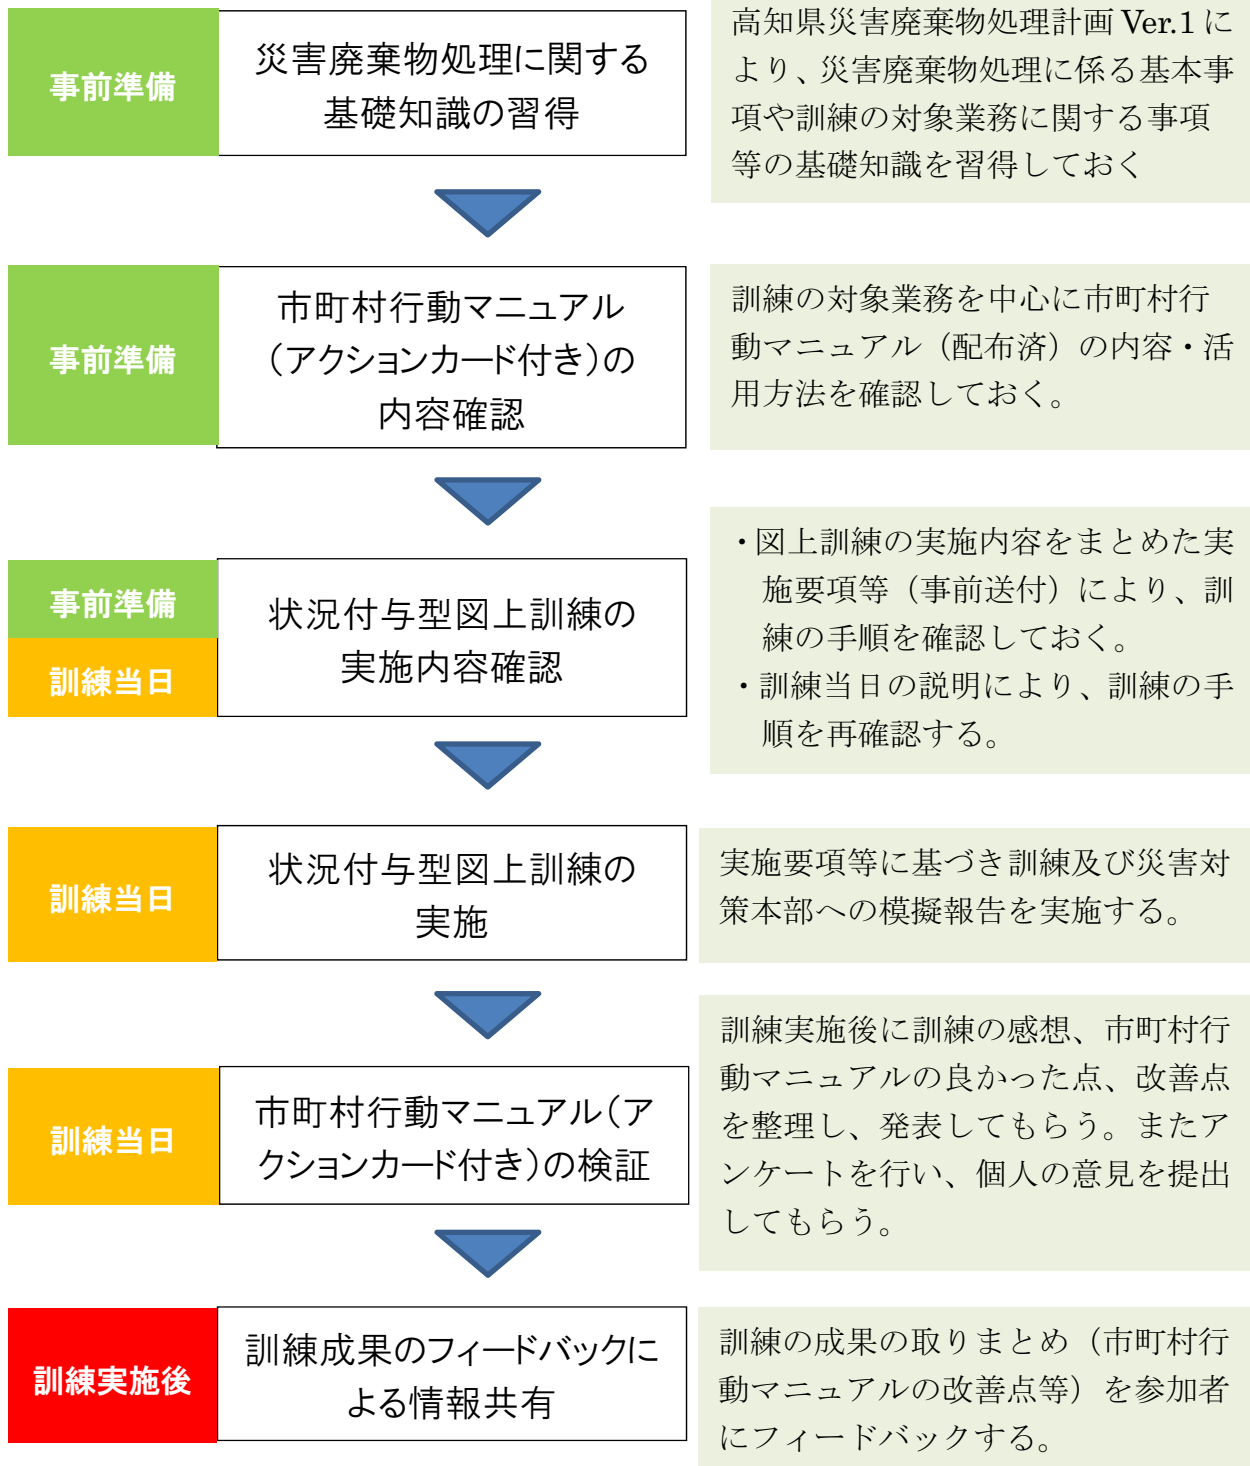 事前準備
災害廃棄物処理に関する
基礎知識の習得
高知県災害廃棄物処理計画 Ver.1 に
より、災害廃棄物処理に係る基本事
項や訓練の対象業務に関する事項
等の基礎知識を習得しておく
事前準備
市町村行動マニュアル
（アクションカード付き）の
内容確認
訓練の対象業務を中心に市町村行
動マニュアル（配布済）の内容・活
用方法を確認しておく。
事前準備
訓練当日
状況付与型図上訓練の
実施内容確認
・図上訓練の実施内容をまとめた実
施要項等（事前送付）により、訓
練の手順を確認しておく。
・訓練当日の説明により、訓練の手
順を再確認する。
訓練当日
状況付与型図上訓練の
実施
実施要項等に基づき訓練及び災害対
策本部への模擬報告を実施する。
訓練当日
市町村行動マニュアル（ア
クションカード付き）の検証
訓練実施後に訓練の感想、市町村行
動マニュアルの良かった点、改善点
を整理し、発表してもらう。またア
ンケートを行い、個人の意見を提出
してもらう。
訓練実施後
訓練成果のフィードバックに
よる情報共有
訓練の成果の取りまとめ（市町村行
動マニュアルの改善点等）を参加者
にフィードバックする。